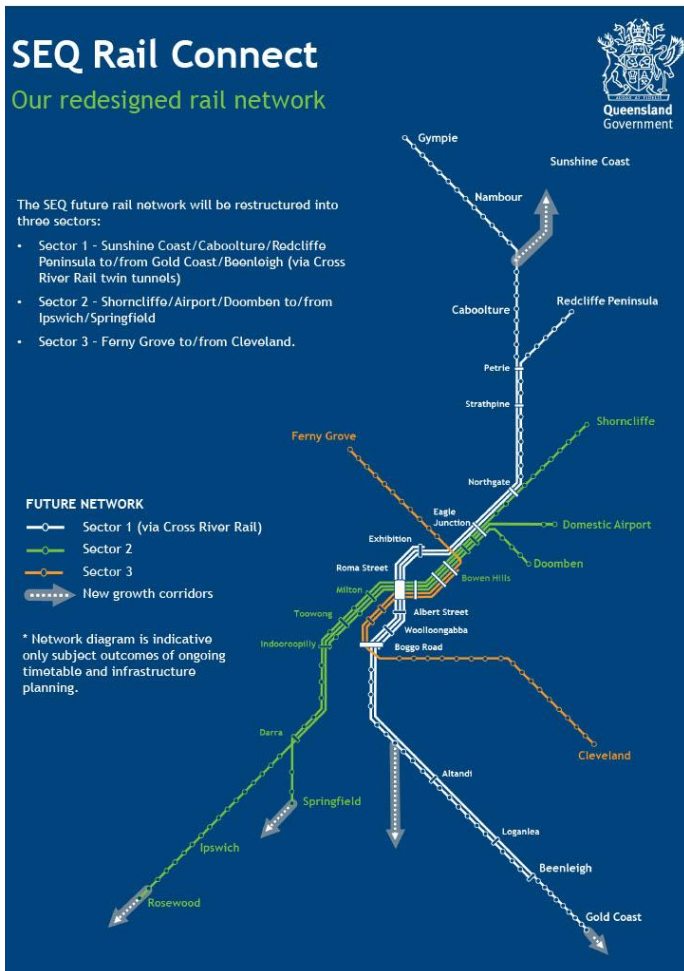 SEQ Rail Connect
Our redesigned rail network
Queensland
Government
The SEQ future rail network will be restructured into
three sectors:
• Sector 1 – Sunshine Coast/Caboolture/Redcliffe
Peninsula to/from Gold Coast/Beenleigh (via Cross
River Rail twin tunnels)
• Sector 2 – Shorncliffe/Airport/Doomben to/from
Ipswich/Springfield
• Sector 3 – Ferny Grove to/from Cleveland.
Gympie
Sunshine Coast
Nambour
Redcliffe Peninsula
Caboolture
Petrie
Strathpine
Shorncliffe
Ferny Grove
Northgate
Eagle
Junction
Domestic Airport
Exhibition
Doomben
Roma Street
Bowen Hills
Milton
Albert Street
Toowong
Woolloongabba
Indooroopilly
Boggo Road
Darra
Cleveland
Altandi
Springfield
Loganlea
Ipswich
Beenleigh
Rosewood
Gold Coast
FUTURE NETWORK
Sector 1 (via Cross River Rail)
Sector 2
Sector 3
New growth corridors
* Network diagram is indicative
only subject outcomes of ongoing
timetable and infrastructure
planning.